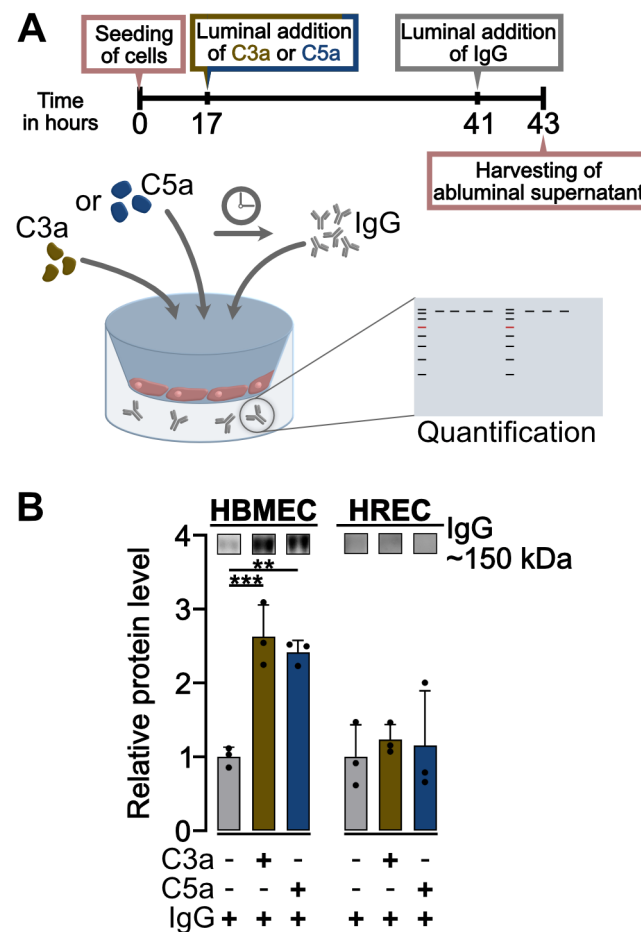 A
Seeding
of cells
Luminal addition
of C3a or C5a
Luminal addition
of IgG
Time
in hours
0
17
41
43
Harvesting of
abluminal supernatant
or
C5a
C3a
IgG
Quantification
B
HBMEC
HREC
IgG
~150 kDa
**
***
Relative protein level
4
3
2
1
0
C3a - + - - + -
C5a - - + - - +
IgG + + + + + +